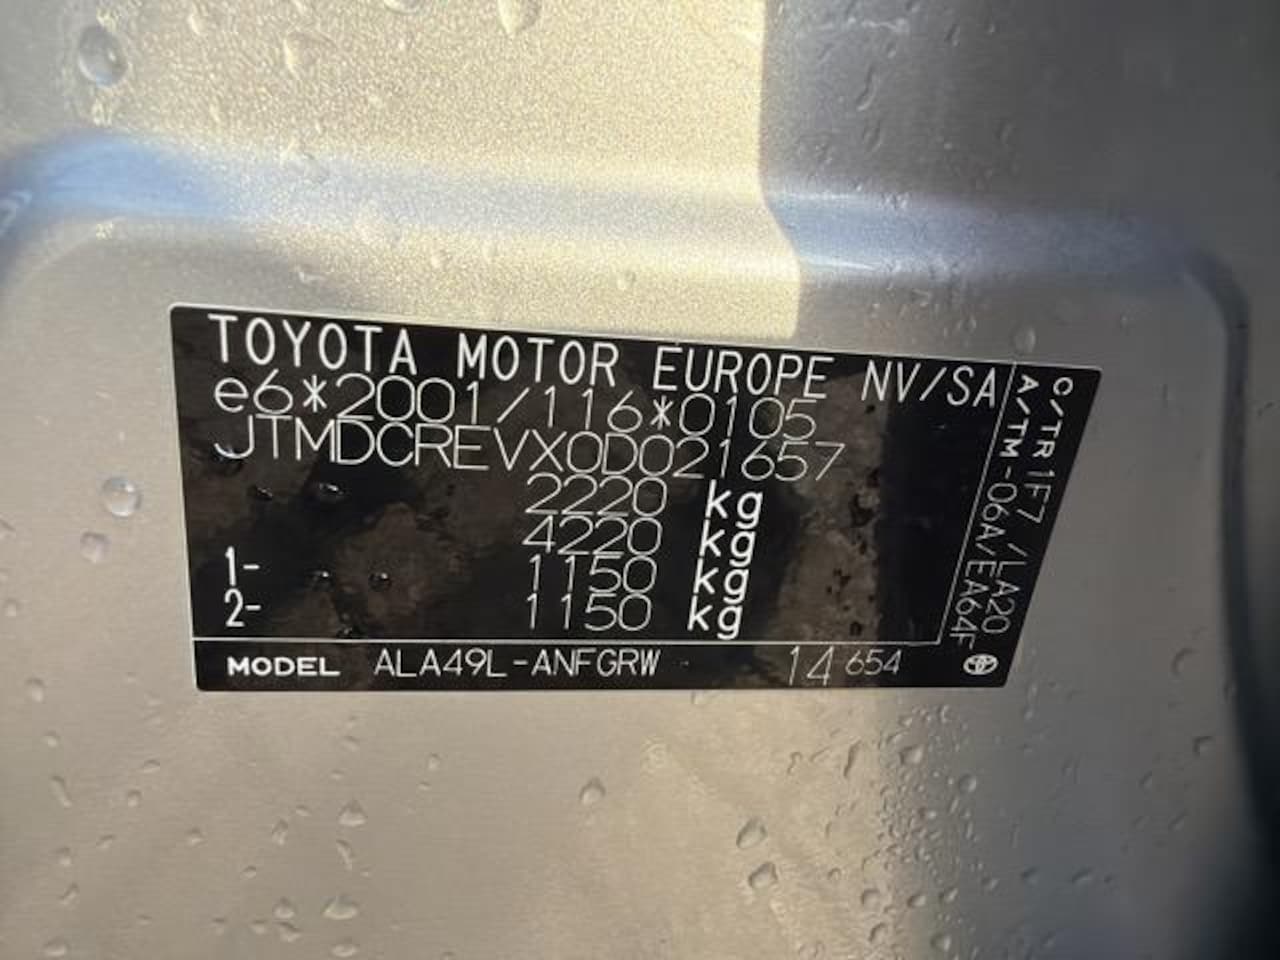 TOYOTA MOTOR EUROPE NV/SA
e6*2001/116*0105
JTMDCREVX0D021657
2220 kg
4220 kg
1- 1150 kg
2- 1150 kg
MODEL ALA49L-ANFGRW 14 654
C/TR 1F7 /LA20
A/TM -06A/EA64F